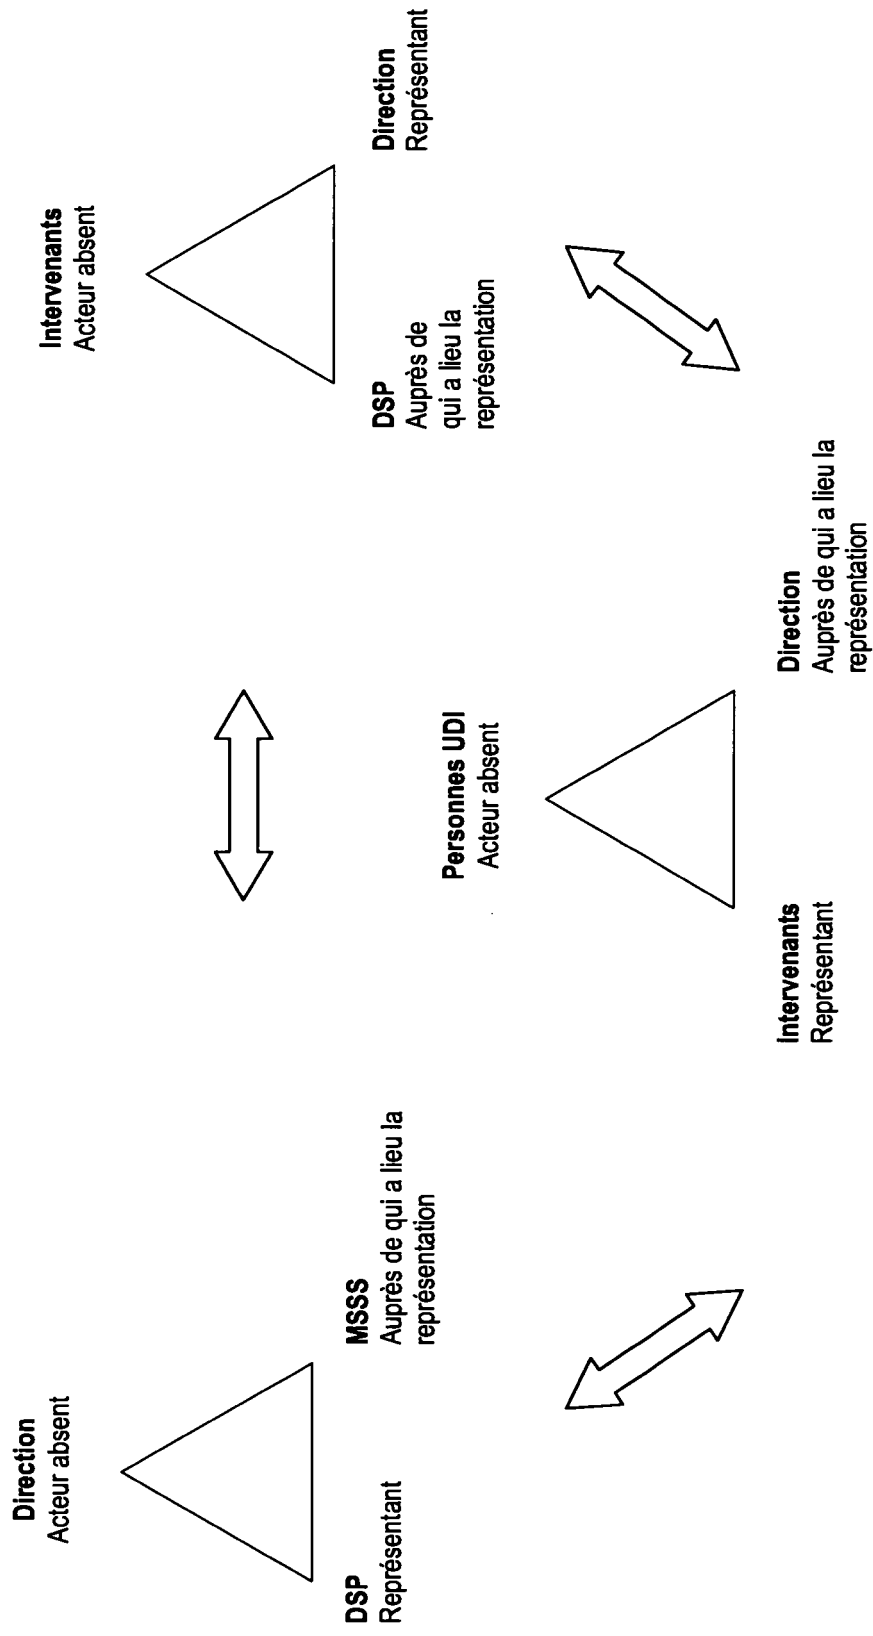 Direction
Acteur absent
DSP
Représentant
MSSS
Auprès de qui a lieu la
représentation
Intervenants
Acteur absent
DSP
Auprès de
qui a lieu la
représentation
Direction
Représentant
Personnes UDI
Acteur absent
Intervenants
Représentant
Direction
Auprès de qui a lieu la
représentation